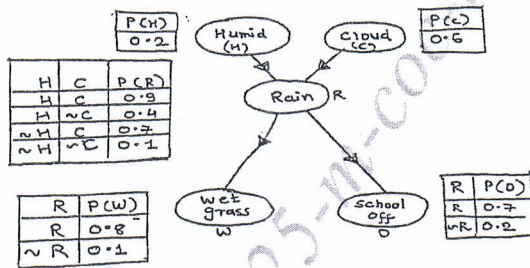 P(H)
0.2
Humid
(H)
Cloud
(C)
P(C)
0.6
H C P(R)
H C 0.9
H ~C 0.4
~H C 0.7
~H ~C 0.1
Rain R
R P(W)
R 0.8
~R 0.1
Wet
grass
W
School
off
O
R P(O)
R 0.7
~R 0.2